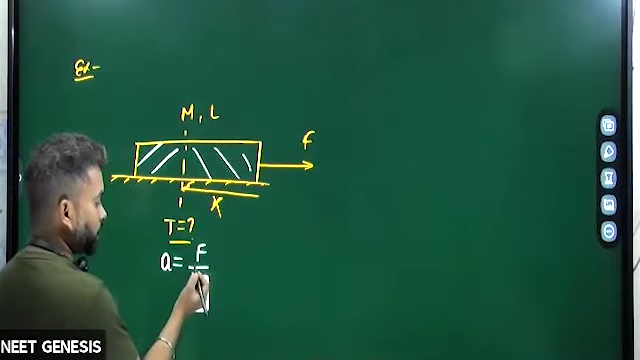 Ex-
M, L
F
x
T=?
a= F
NEET GENESIS